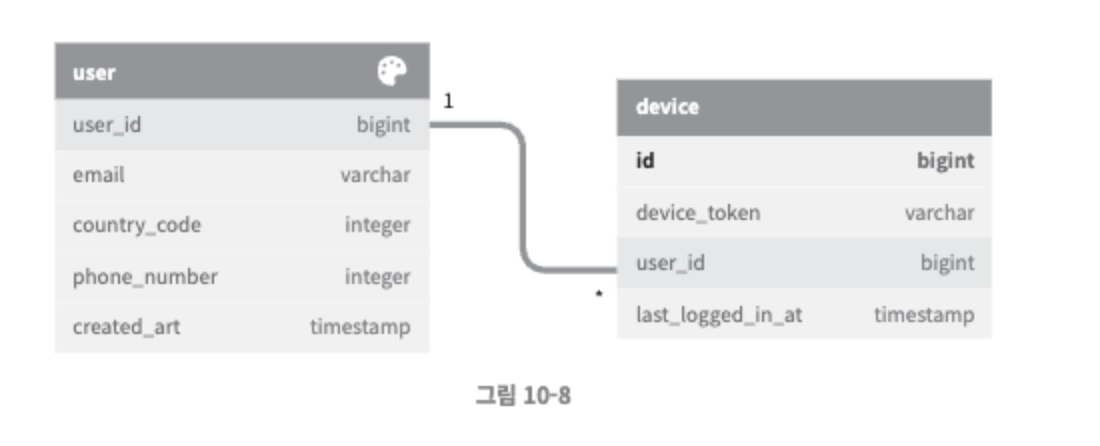 user
user_id bigint
email varchar
country_code integer
phone_number integer
created_art timestamp
1
*
device
id bigint
device_token varchar
user_id bigint
last_logged_in_at timestamp
그림 10-8